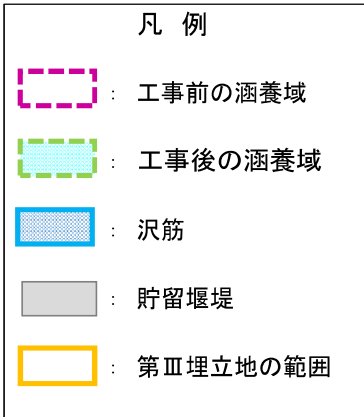 凡 例
: 工事前の涵養域
: 工事後の涵養域
: 沢筋
: 貯留堰堤
: 第Ⅲ埋立地の範囲